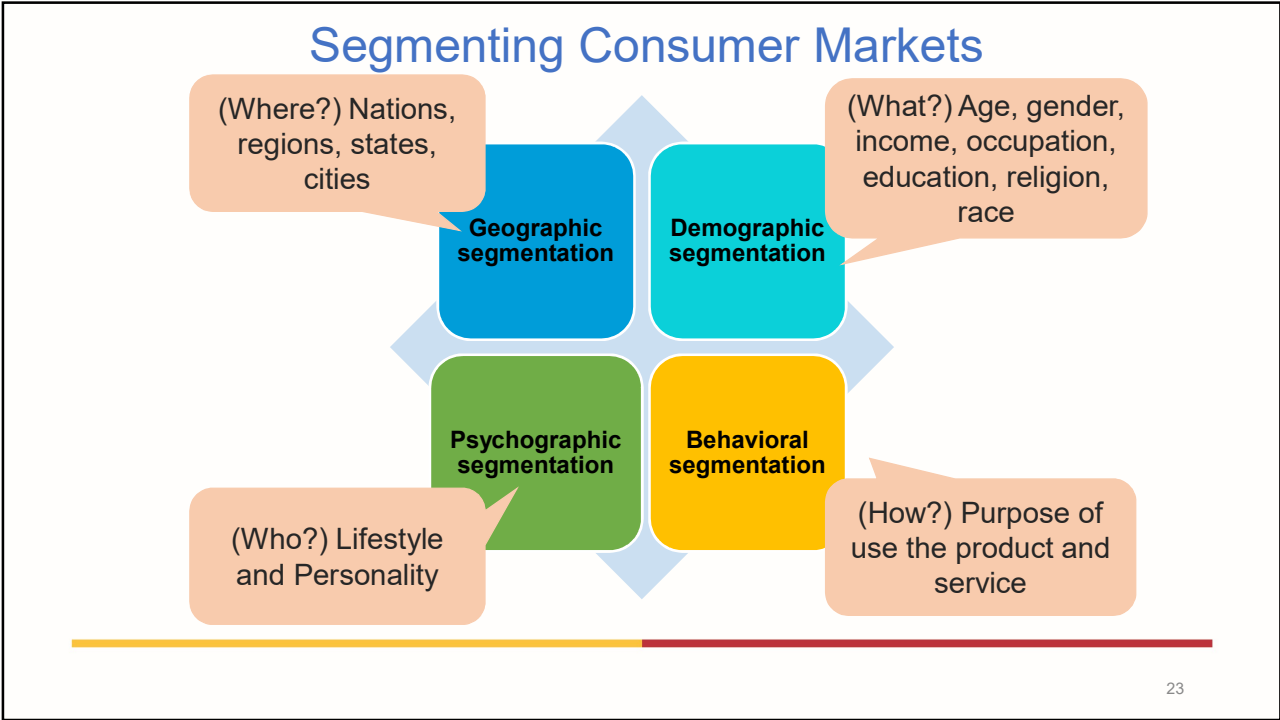 Segmenting Consumer Markets
(Where?) Nations,
regions, states,
cities
(What?) Age, gender,
income, occupation,
education, religion,
race
Geographic
segmentation
Demographic
segmentation
Psychographic
segmentation
Behavioral
segmentation
(Who?) Lifestyle
and Personality
(How?) Purpose of
use the product and
service
23